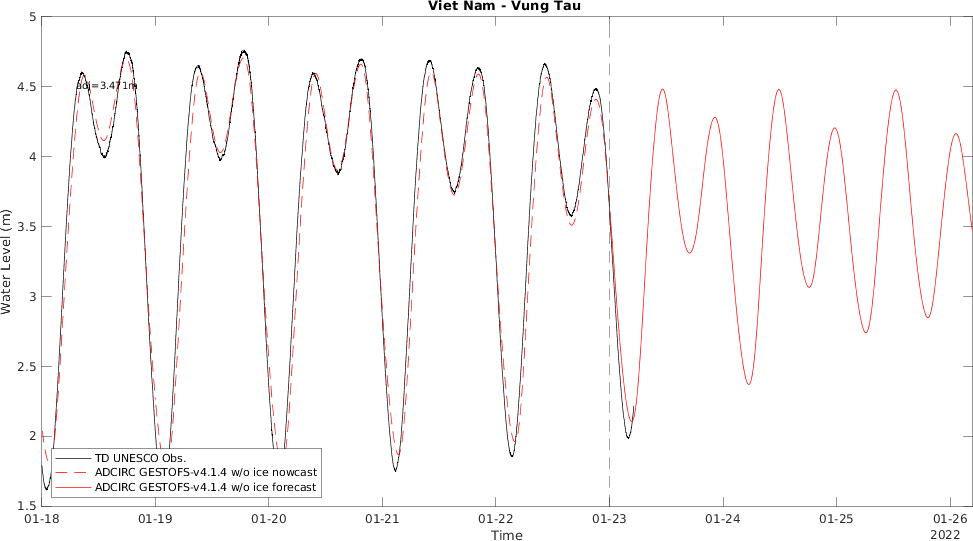 Viet Nam - Vung Tau
5
4.5
4
3.5
3
2.5
2
1.5
Water Level (m)
adj=3.471m
TD UNESCO Obs.
ADCIRC GESTOFS-v4.1.4 w/o ice nowcast
ADCIRC GESTOFS-v4.1.4 w/o ice forecast
01-18 01-19 01-20 01-21 01-22 01-23 01-24 01-25 01-26
Time
2022